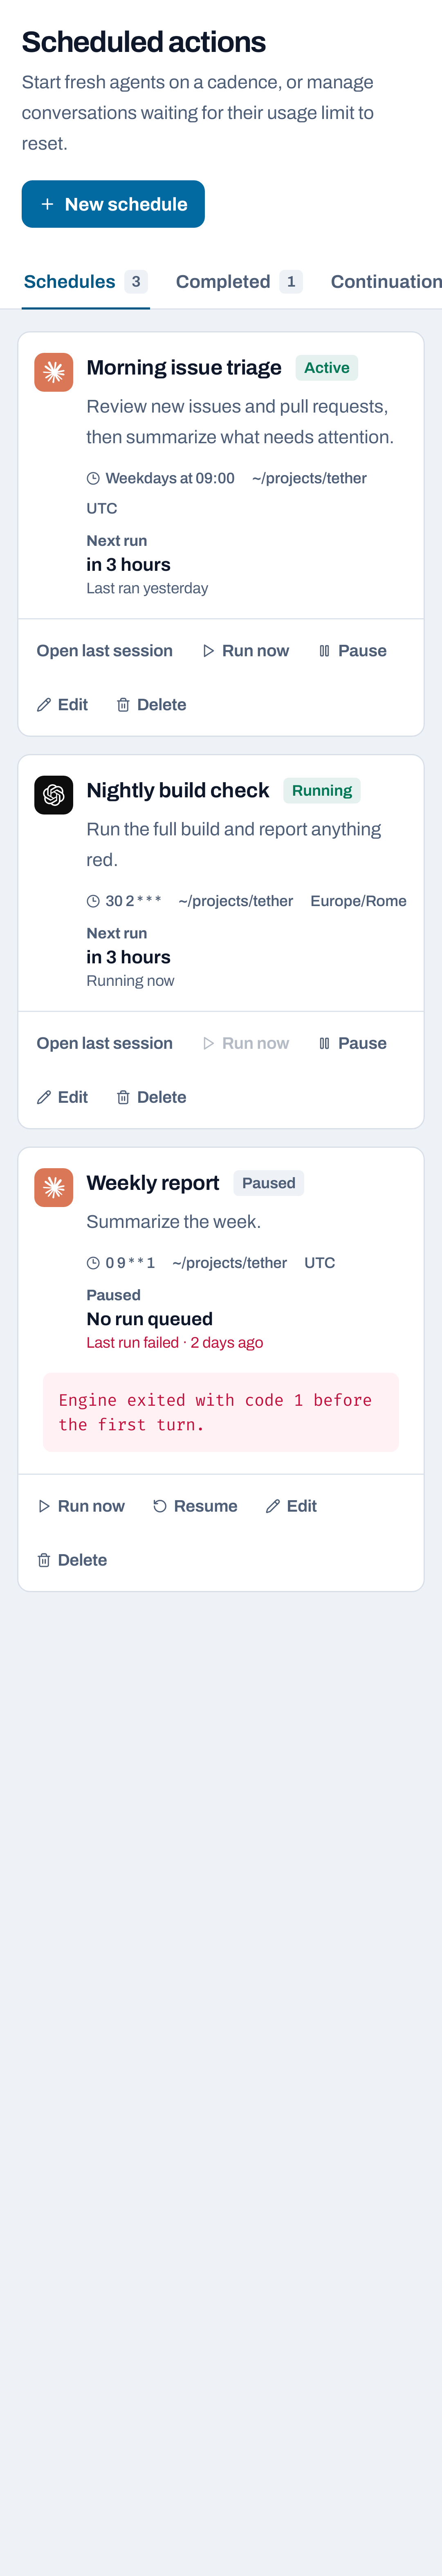 Scheduled actions
Start fresh agents on a cadence, or manage
conversations waiting for their usage limit to
reset.
New schedule
Schedules 3 Completed 1 Continuation
Morning issue triage Active
Review new issues and pull requests,
then summarize what needs attention.
Weekdays at 09:00 ~/projects/tether
UTC
Next run
in 3 hours
Last ran yesterday
Open last session Run now Pause
Edit Delete
Nightly build check Running
Run the full build and report anything
red.
30 2 * * * ~/projects/tether Europe/Rome
Next run
in 3 hours
Running now
Open last session Run now Pause
Edit Delete
Weekly report Paused
Summarize the week.
0 9 * * 1 ~/projects/tether UTC
Paused
No run queued
Last run failed · 2 days ago
Engine exited with code 1 before
the first turn.
Run now Resume Edit
Delete